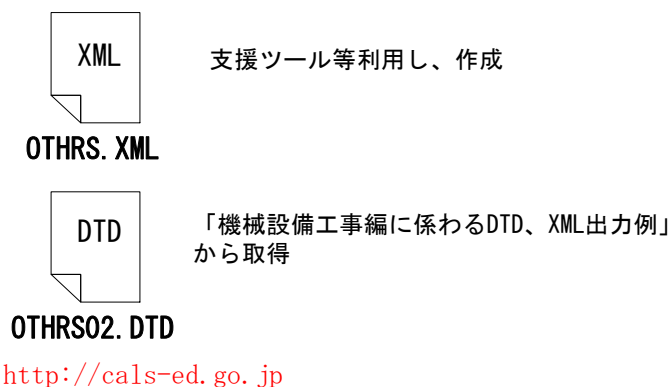 XML
支援ツール等利用し、作成
OTHRS.XML
DTD
「機械設備工事編に係わるDTD、XML出力例」
から取得
OTHRS02.DTD
http://cals-ed.go.jp